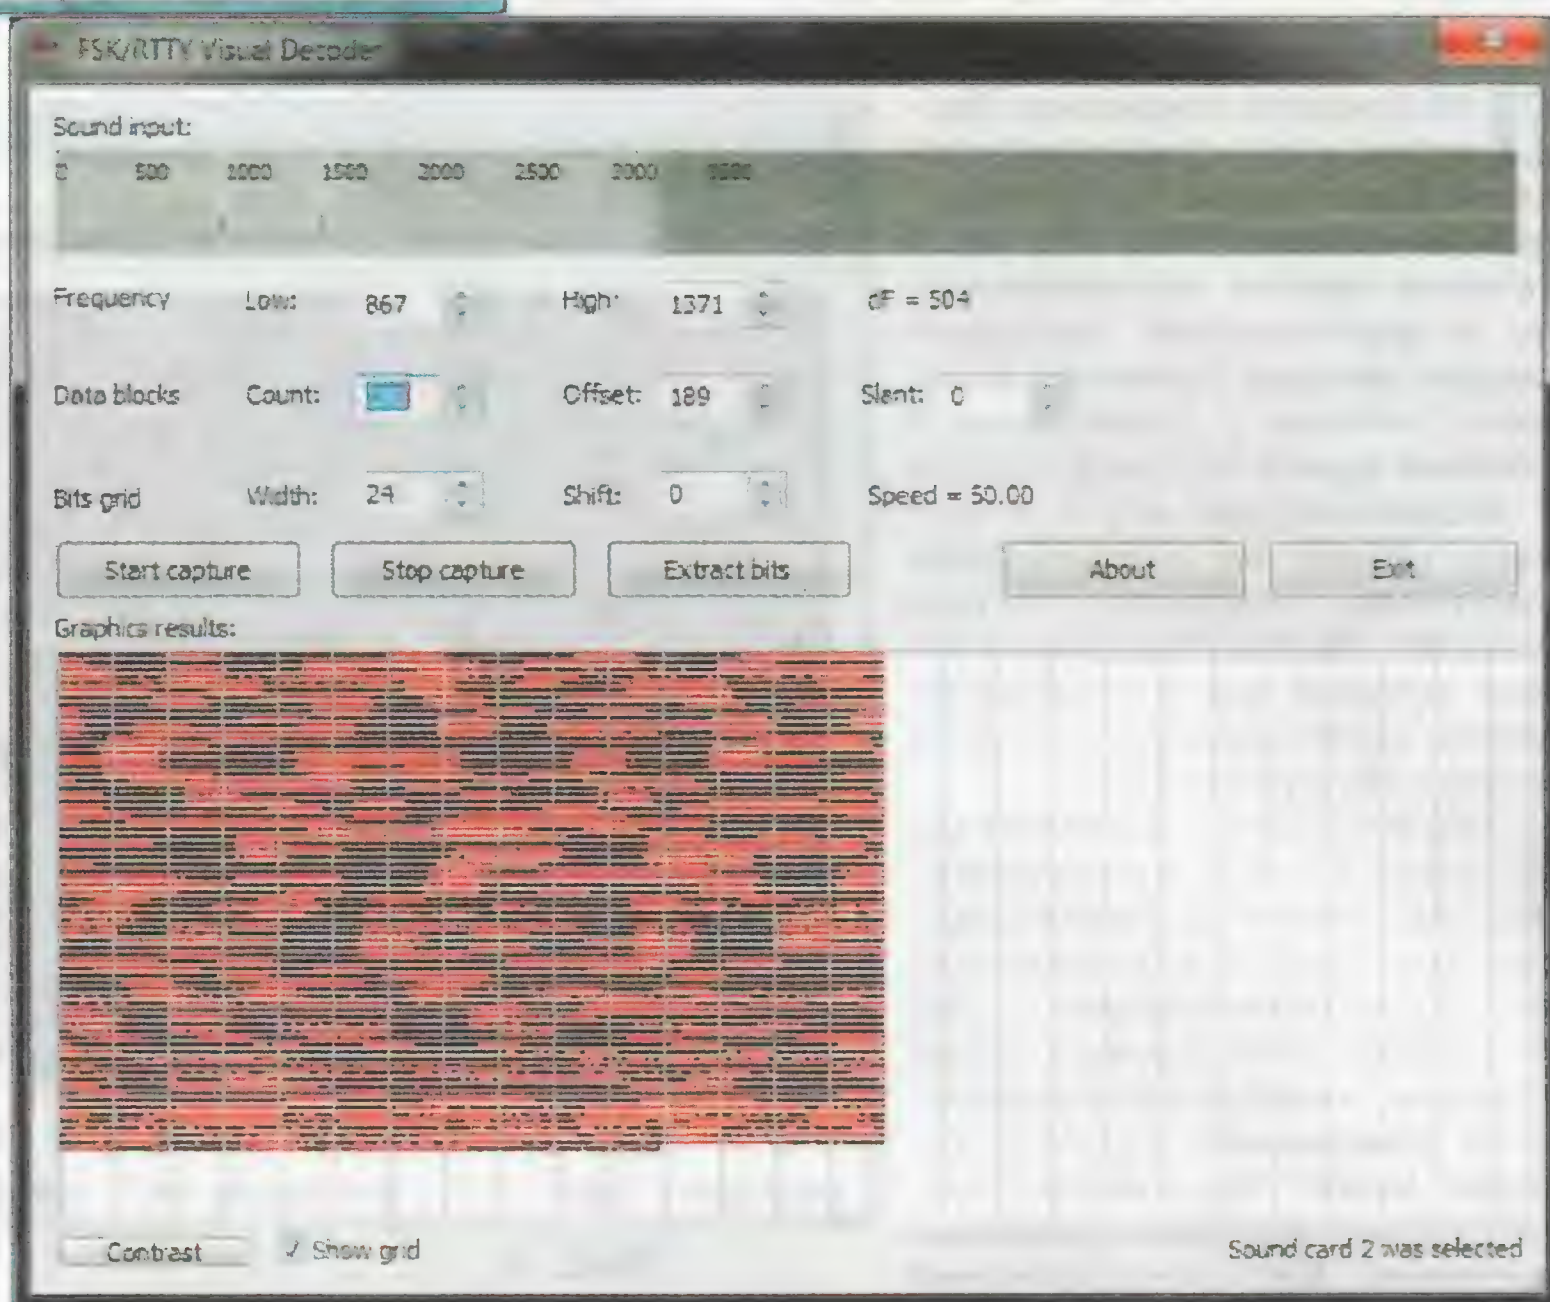 FSK/RTTY Visual Decoder
Sound input:
0 500 1000 1500 2000 2500 3000 3500
Frequency Low: 867 High: 1371 dF = 504
Data blocks Count: Offset: 189 Slant: 0
Bits grid Width: 24 Shift: 0 Speed = 50.00
Start capture Stop capture Extract bits About Exit
Graphics results:
Contrast ✓ Show grid Sound card 2 was selected